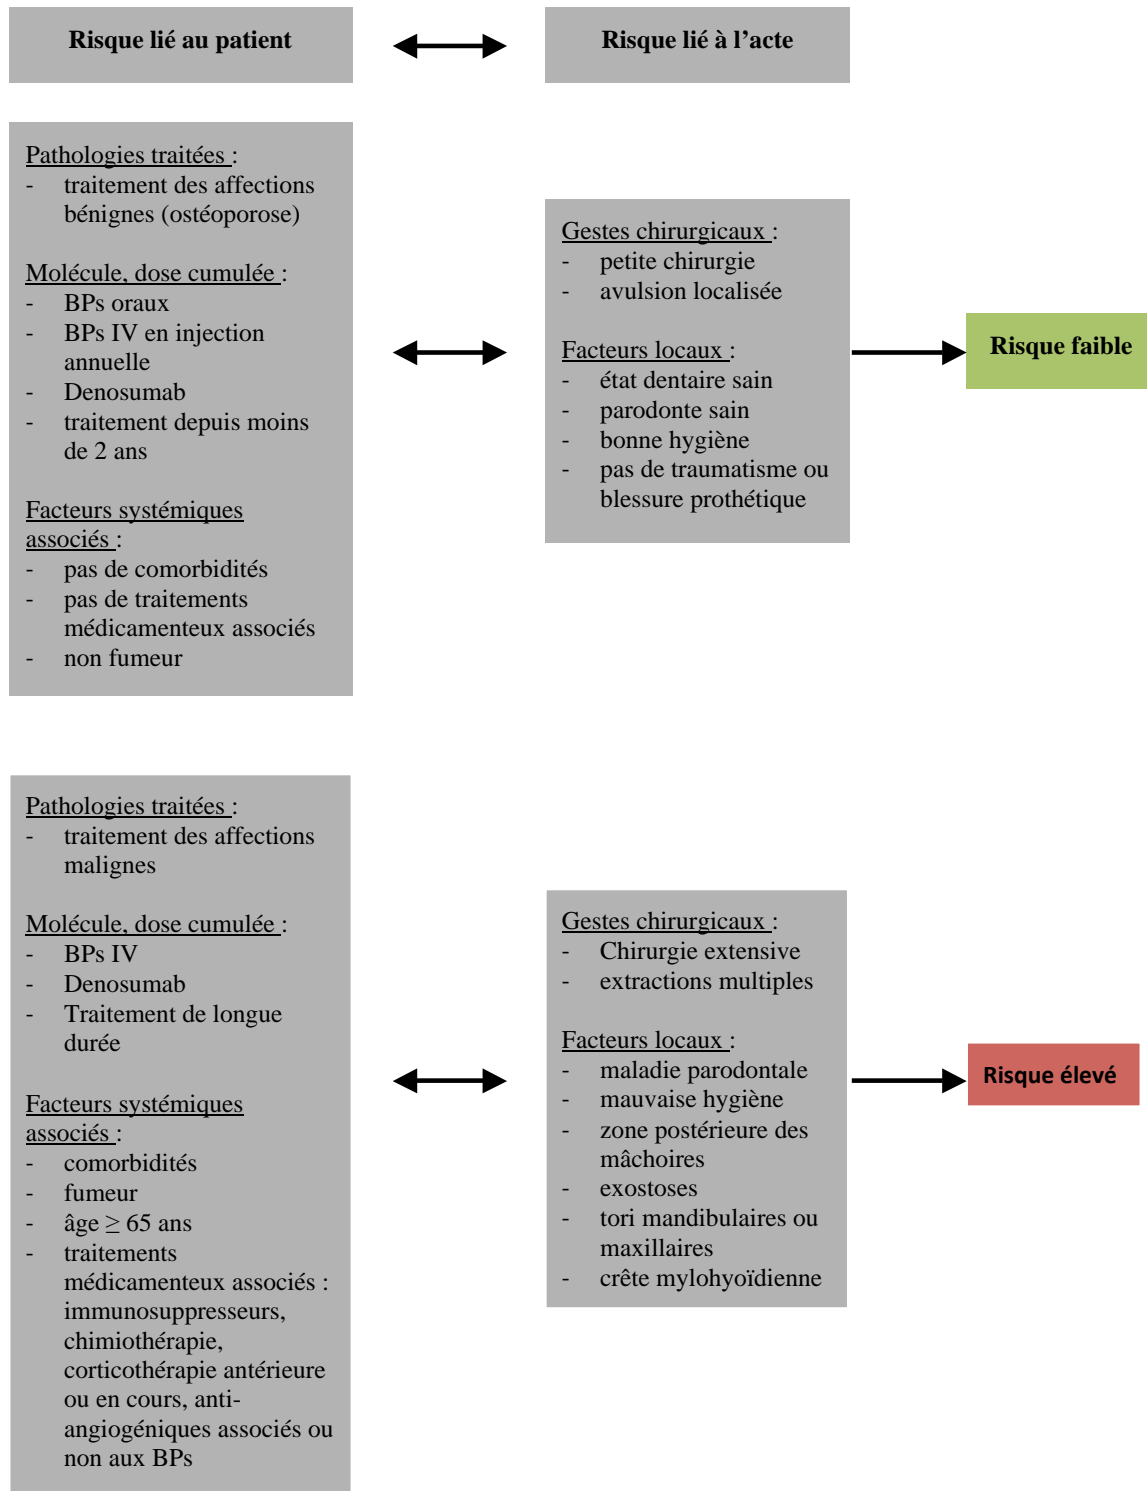 Risque lié au patient
Risque lié à l’acte
Pathologies traitées :
- traitement des affections
bénignes (ostéoporose)
Molécule, dose cumulée :
- BPs oraux
- BPs IV en injection
annuelle
- Denosumab
- traitement depuis moins
de 2 ans
Facteurs systémiques
associés :
- pas de comorbidités
- pas de traitements
médicamenteux associés
- non fumeur
Gestes chirurgicaux :
- petite chirurgie
- avulsion localisée
Facteurs locaux :
- état dentaire sain
- parodonte sain
- bonne hygiène
- pas de traumatisme ou
blessure prothétique
Risque faible
Pathologies traitées :
- traitement des affections
malignes
Molécule, dose cumulée :
- BPs IV
- Denosumab
- Traitement de longue
durée
Facteurs systémiques
associés :
- comorbidités
- fumeur
- âge ≥ 65 ans
- traitements
médicamenteux associés :
immunosuppresseurs,
chimiothérapie,
corticothérapie antérieure
ou en cours, anti-
angiogéniques associés ou
non aux BPs
Gestes chirurgicaux :
- Chirurgie extensive
- extractions multiples
Facteurs locaux :
- maladie parodontale
- mauvaise hygiène
- zone postérieure des
mâchoires
- exostoses
- tori mandibulaires ou
maxillaires
- crête mylohyoïdienne
Risque élevé